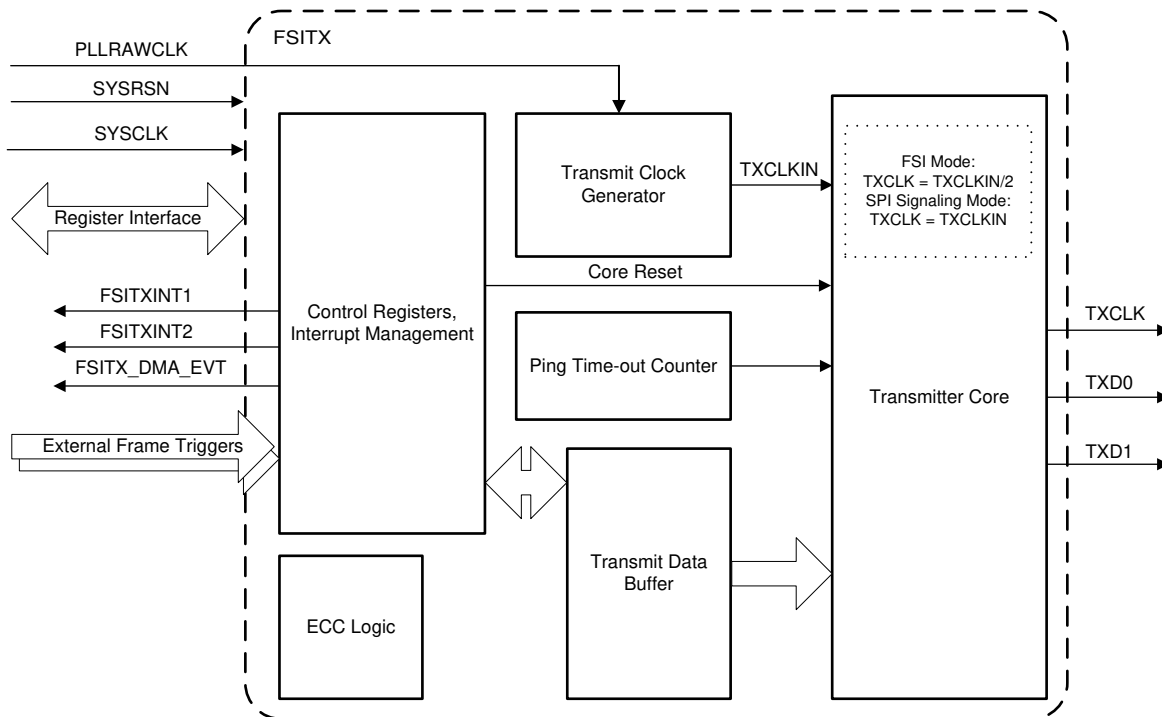 FSITX
PLLRAWCLK
SYSRSN
SYSCLK
Register Interface
FSITXINT1
FSITXINT2
FSITX_DMA_EVT
External Frame Triggers
Control Registers,
Interrupt Management
ECC Logic
Transmit Clock
Generator
TXCLKIN
Core Reset
Ping Time-out Counter
Transmit Data
Buffer
FSI Mode:
TXCLK = TXCLKIN/2
SPI Signaling Mode:
TXCLK = TXCLKIN
Transmitter Core
TXCLK
TXD0
TXD1